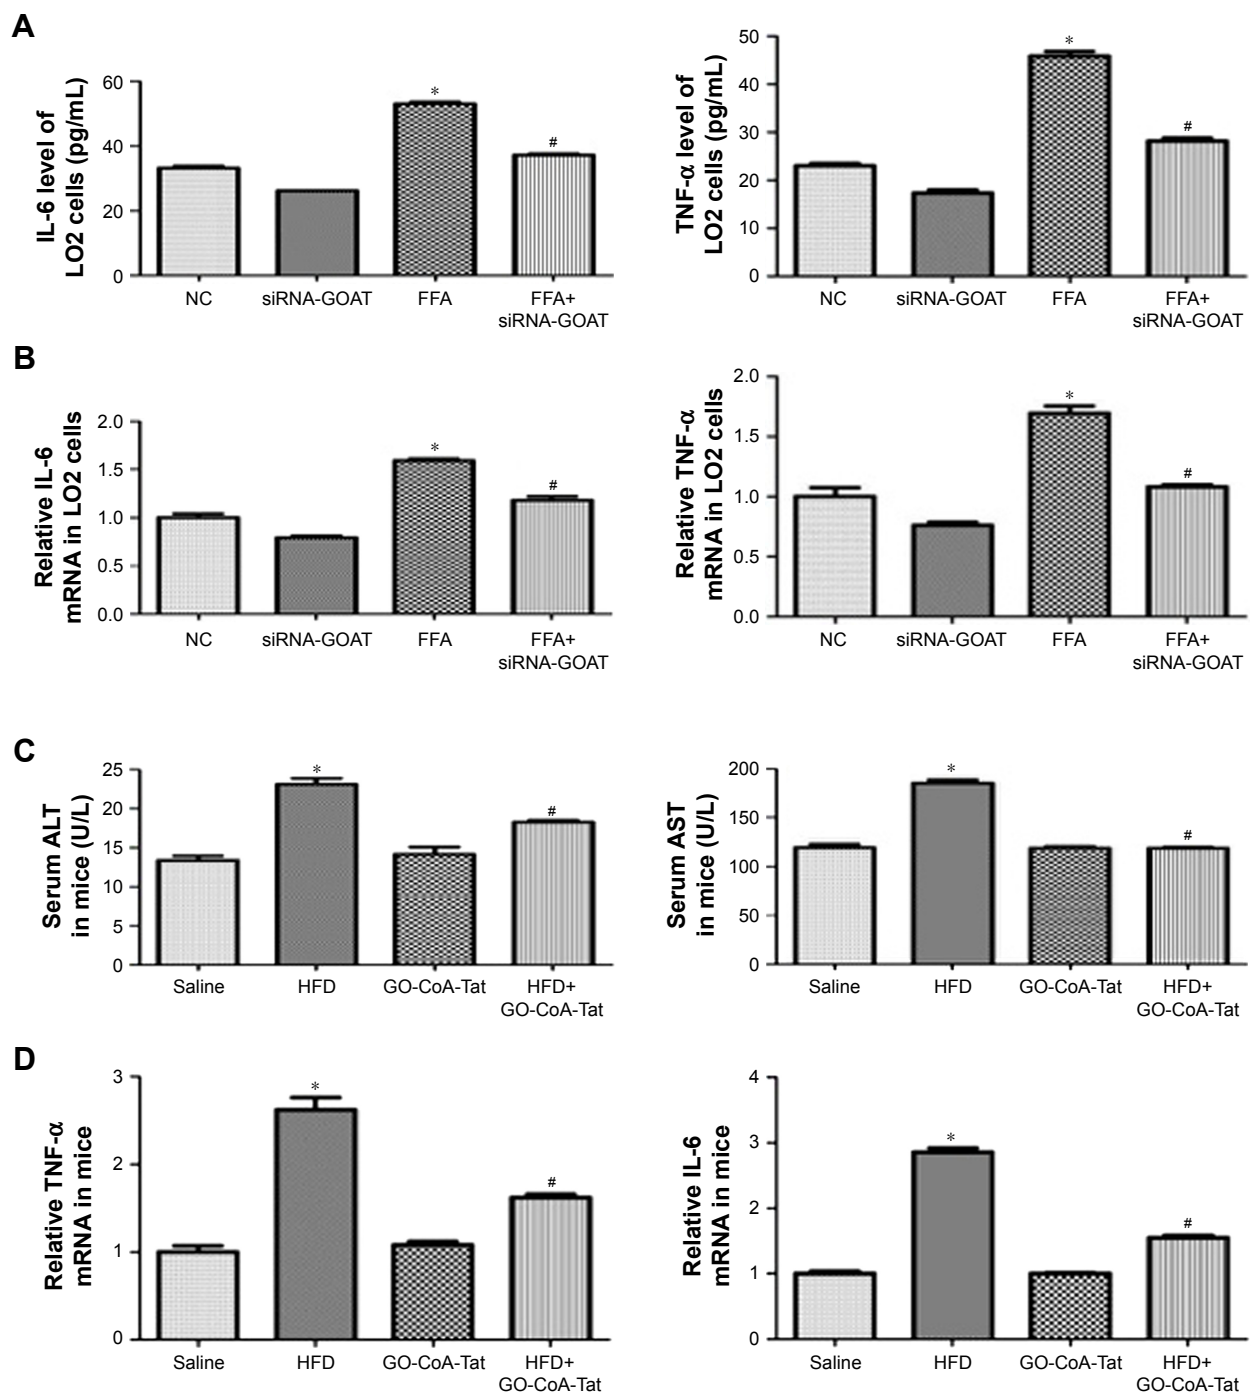 A
IL-6 level of
LO2 cells (pg/mL)
60
40
20
0
*
#
NC
siRNA-GOAT
FFA
FFA+
siRNA-GOAT
TNF-α level of
LO2 cells (pg/mL)
50
40
30
20
10
0
*
#
NC
siRNA-GOAT
FFA
FFA+
siRNA-GOAT
B
Relative IL-6
mRNA in LO2 cells
2.0
1.5
1.0
0.5
0.0
*
#
NC
siRNA-GOAT
FFA
FFA+
siRNA-GOAT
Relative TNF-α
mRNA in LO2 cells
2.0
1.5
1.0
0.5
0.0
*
#
NC
siRNA-GOAT
FFA
FFA+
siRNA-GOAT
C
Serum ALT
in mice (U/L)
25
20
15
10
5
0
*
#
Saline
HFD
GO-CoA-Tat
HFD+
GO-CoA-Tat
Serum AST
in mice (U/L)
200
150
100
50
0
*
#
Saline
HFD
GO-CoA-Tat
HFD+
GO-CoA-Tat
D
Relative TNF-α
mRNA in mice
3
2
1
0
*
#
Saline
HFD
GO-CoA-Tat
HFD+
GO-CoA-Tat
Relative IL-6
mRNA in mice
4
3
2
1
0
*
#
Saline
HFD
GO-CoA-Tat
HFD+
GO-CoA-Tat